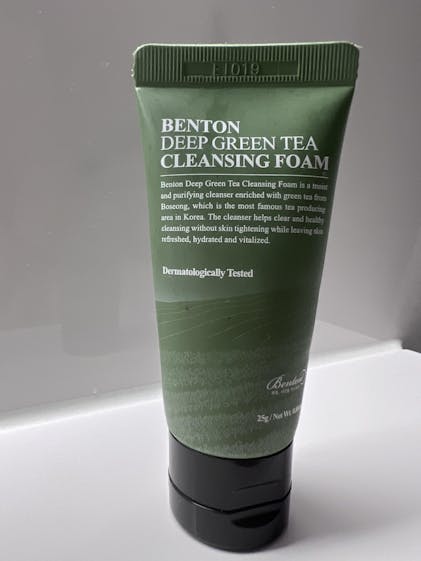 E1019
BENTON
DEEP GREEN TEA
CLEANSING FOAM
Benton Deep Green Tea Cleansing Foam is a
and purifying cleanser enriched with green tea from
Boseong, which is the most famous tea producing
area in Korea. The cleanser helps clear and healthy
cleansing without skin tightening while leaving skin
refreshed, hydrated and vitalized.
Dermatologically Tested
Benton
25g / Net Wt.